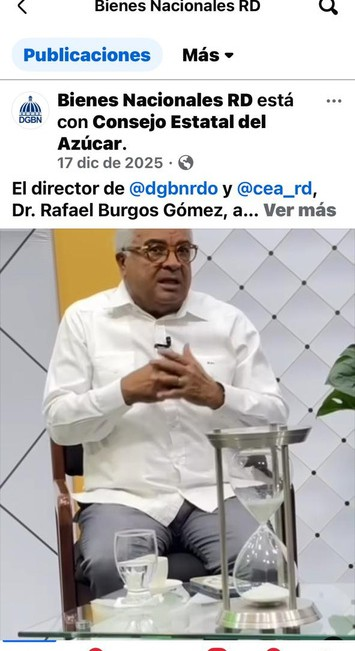 Bienes Nacionales RD
Publicaciones
Más
DGBN
Bienes Nacionales RD está
con Consejo Estatal del
Azúcar.
17 dic de 2025 ·
El director de @dgbnrdo y @cea_rd,
Dr. Rafael Burgos Gómez, a... Ver más